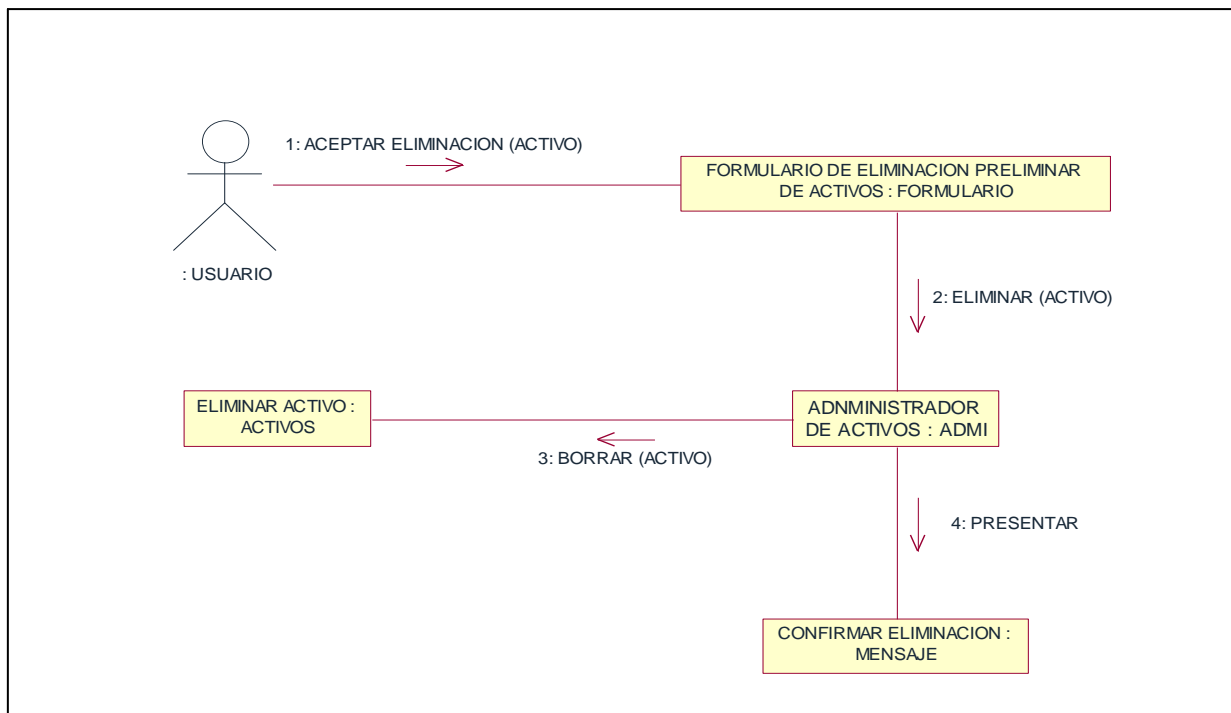 1: ACEPTAR ELIMINACION (ACTIVO)
FORMULARIO DE ELIMINACION PRELIMINAR
DE ACTIVOS : FORMULARIO
: USUARIO
2: ELIMINAR (ACTIVO)
ELIMINAR ACTIVO :
ACTIVOS
ADNMINISTRADOR
DE ACTIVOS : ADMI
3: BORRAR (ACTIVO)
4: PRESENTAR
CONFIRMAR ELIMINACION :
MENSAJE